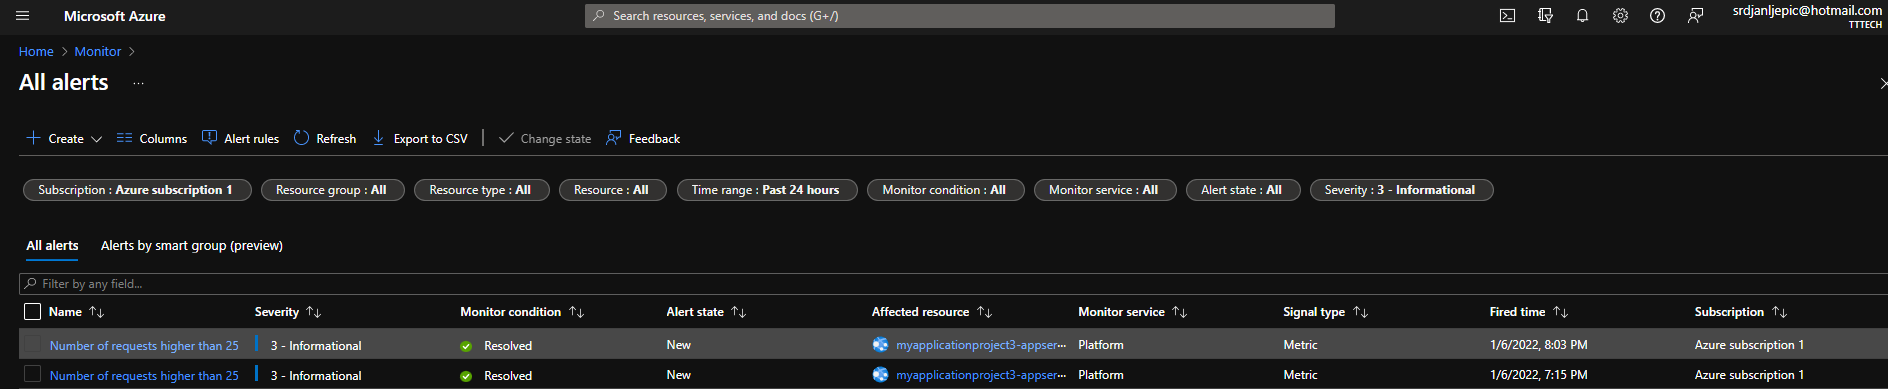 Microsoft Azure
Search resources, services, and docs (G+/)
srdjanljepic@hotmail.com
TTTECH
Home > Monitor >
All alerts ...
Create Columns Alert rules Refresh Export to CSV Change state Feedback
Subscription : Azure subscription 1 Resource group : All Resource type : All Resource : All Time range : Past 24 hours Monitor condition : All Monitor service : All Alert state : All Severity : 3 - Informational
All alerts Alerts by smart group (preview)
Filter by any field...
Name Severity Monitor condition Alert state Affected resource Monitor service Signal type Fired time Subscription
Number of requests higher than 25 3 - Informational Resolved New myapplicationproject3-appser... Platform Metric 1/6/2022, 8:03 PM Azure subscription 1
Number of requests higher than 25 3 - Informational Resolved New myapplicationproject3-appser... Platform Metric 1/6/2022, 7:15 PM Azure subscription 1